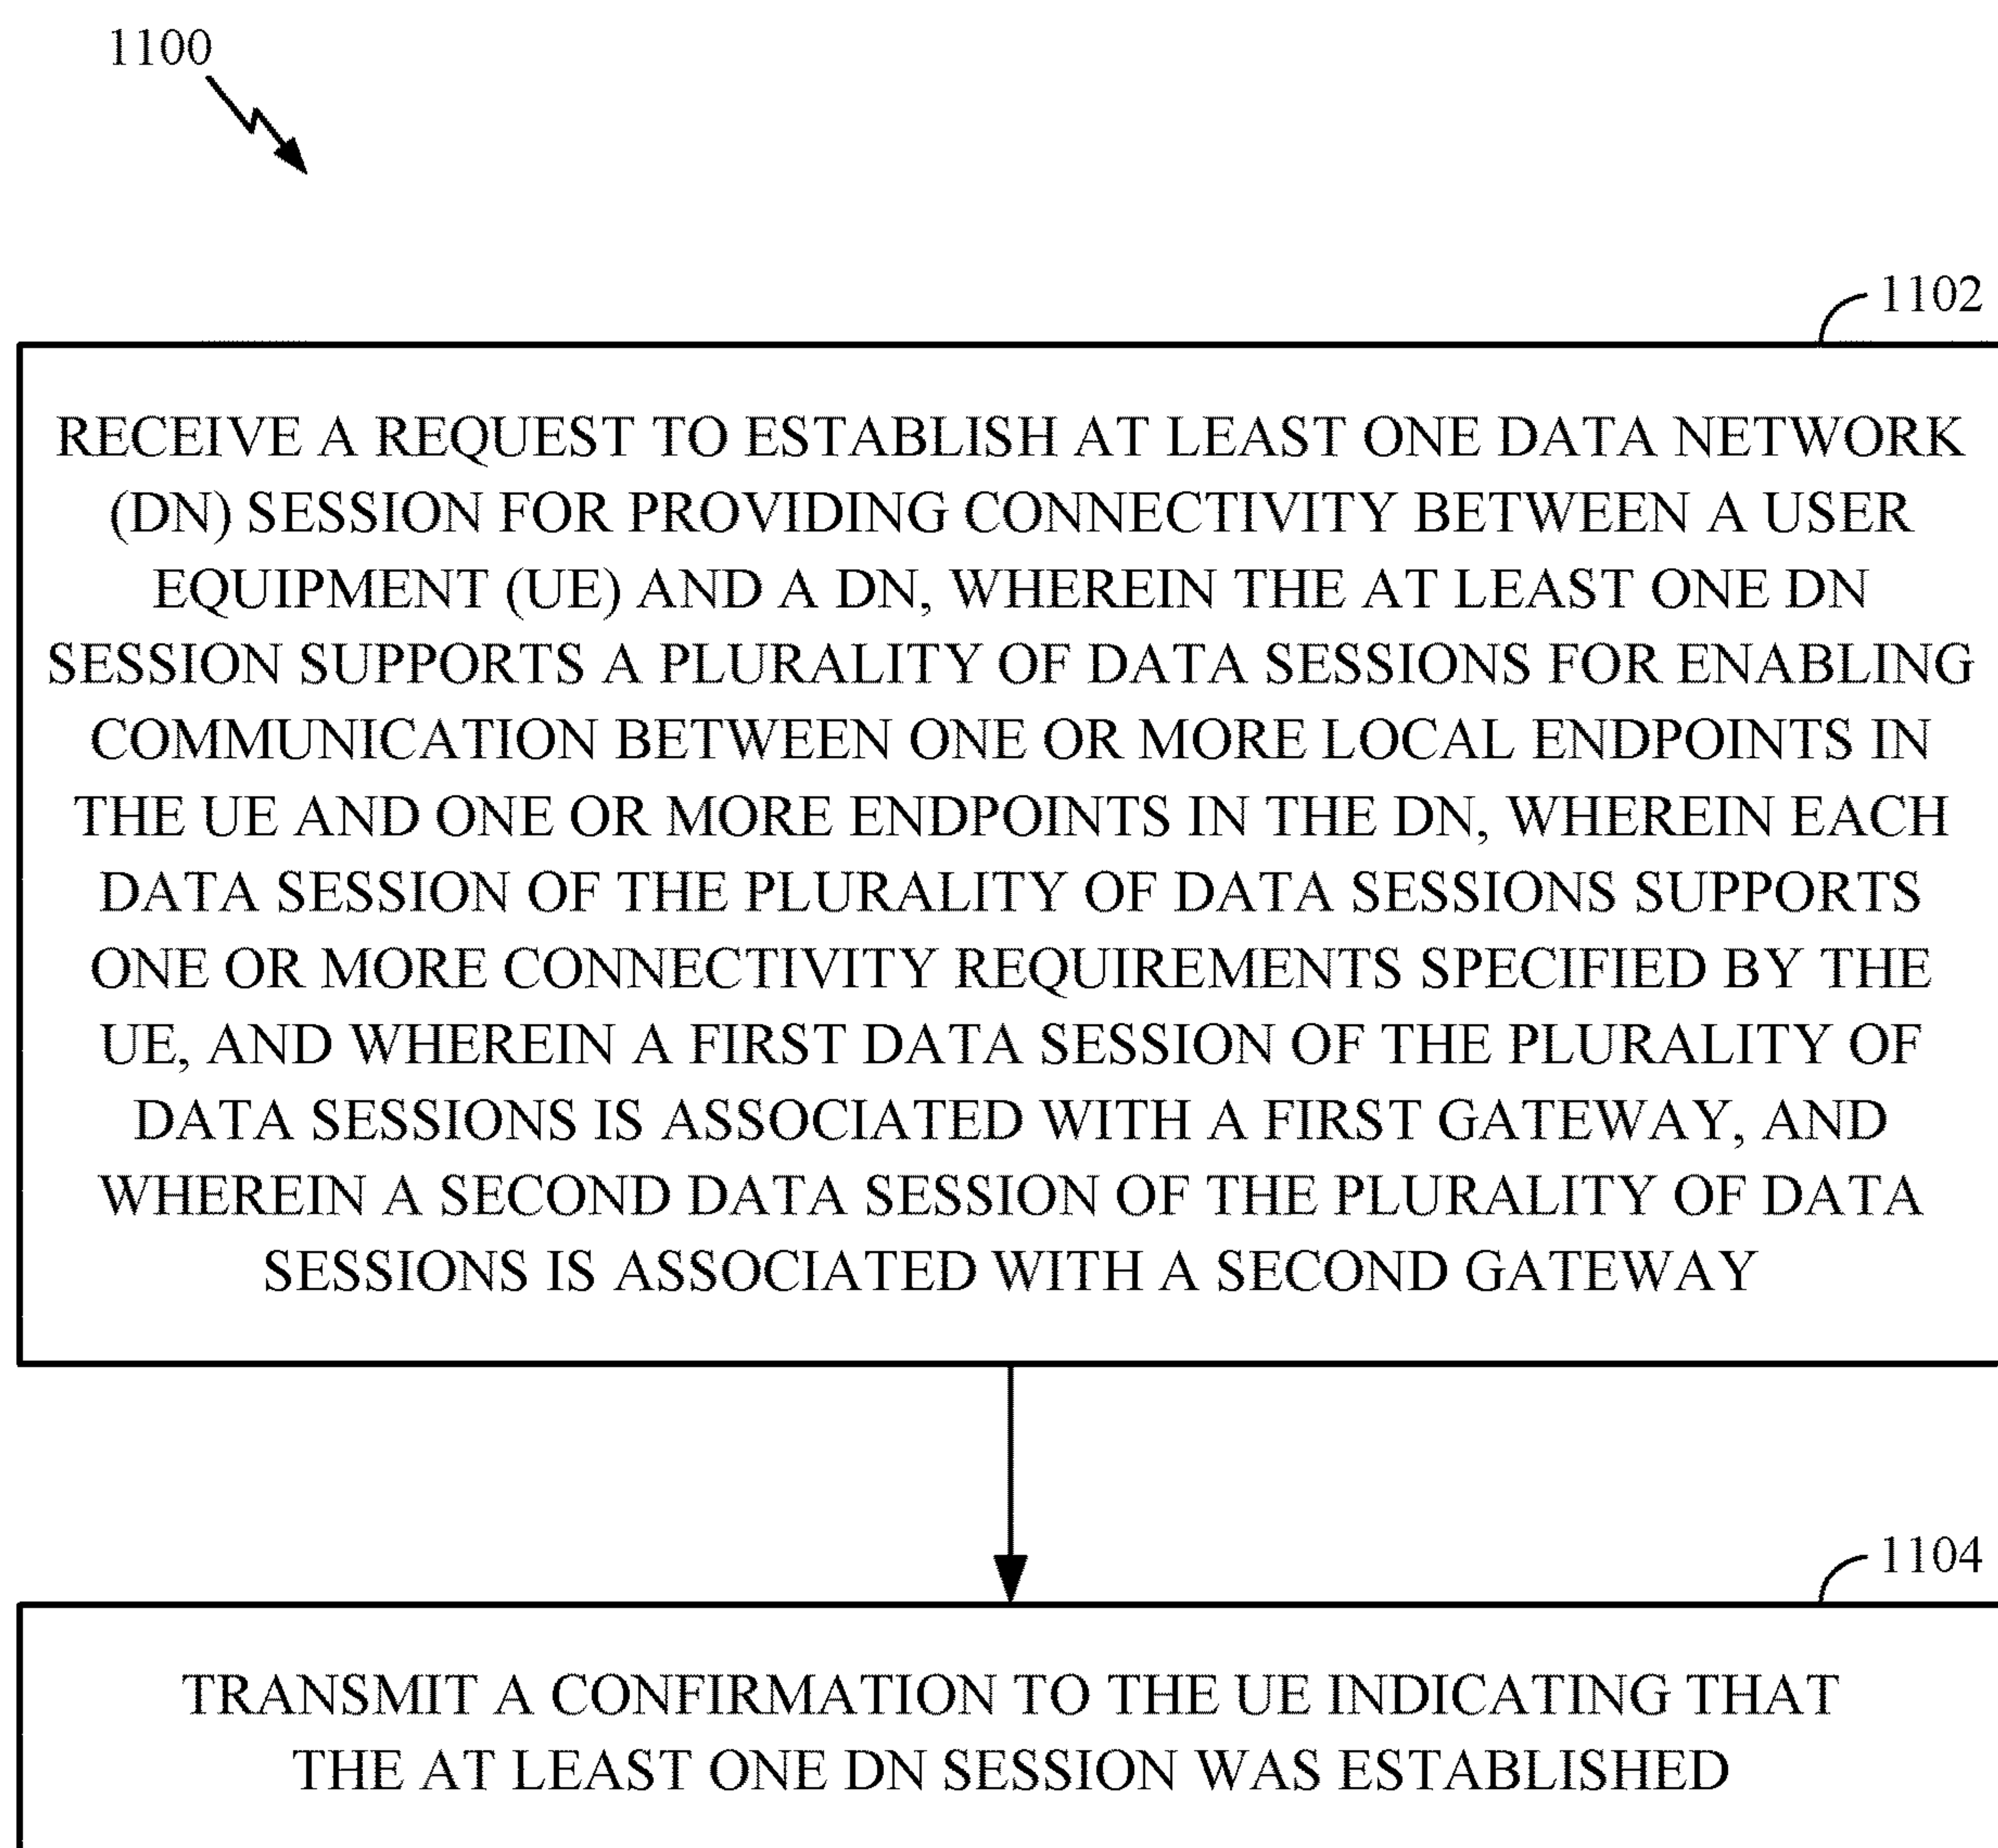 1100
1102
RECEIVE A REQUEST TO ESTABLISH AT LEAST ONE DATA NETWORK
(DN) SESSION FOR PROVIDING CONNECTIVITY BETWEEN A USER
EQUIPMENT (UE) AND A DN, WHEREIN THE AT LEAST ONE DN
SESSION SUPPORTS A PLURALITY OF DATA SESSIONS FOR ENABLING
COMMUNICATION BETWEEN ONE OR MORE LOCAL ENDPOINTS IN
THE UE AND ONE OR MORE ENDPOINTS IN THE DN, WHEREIN EACH
DATA SESSION OF THE PLURALITY OF DATA SESSIONS SUPPORTS
ONE OR MORE CONNECTIVITY REQUIREMENTS SPECIFIED BY THE
UE, AND WHEREIN A FIRST DATA SESSION OF THE PLURALITY OF
DATA SESSIONS IS ASSOCIATED WITH A FIRST GATEWAY, AND
WHEREIN A SECOND DATA SESSION OF THE PLURALITY OF DATA
SESSIONS IS ASSOCIATED WITH A SECOND GATEWAY
1104
TRANSMIT A CONFIRMATION TO THE UE INDICATING THAT
THE AT LEAST ONE DN SESSION WAS ESTABLISHED